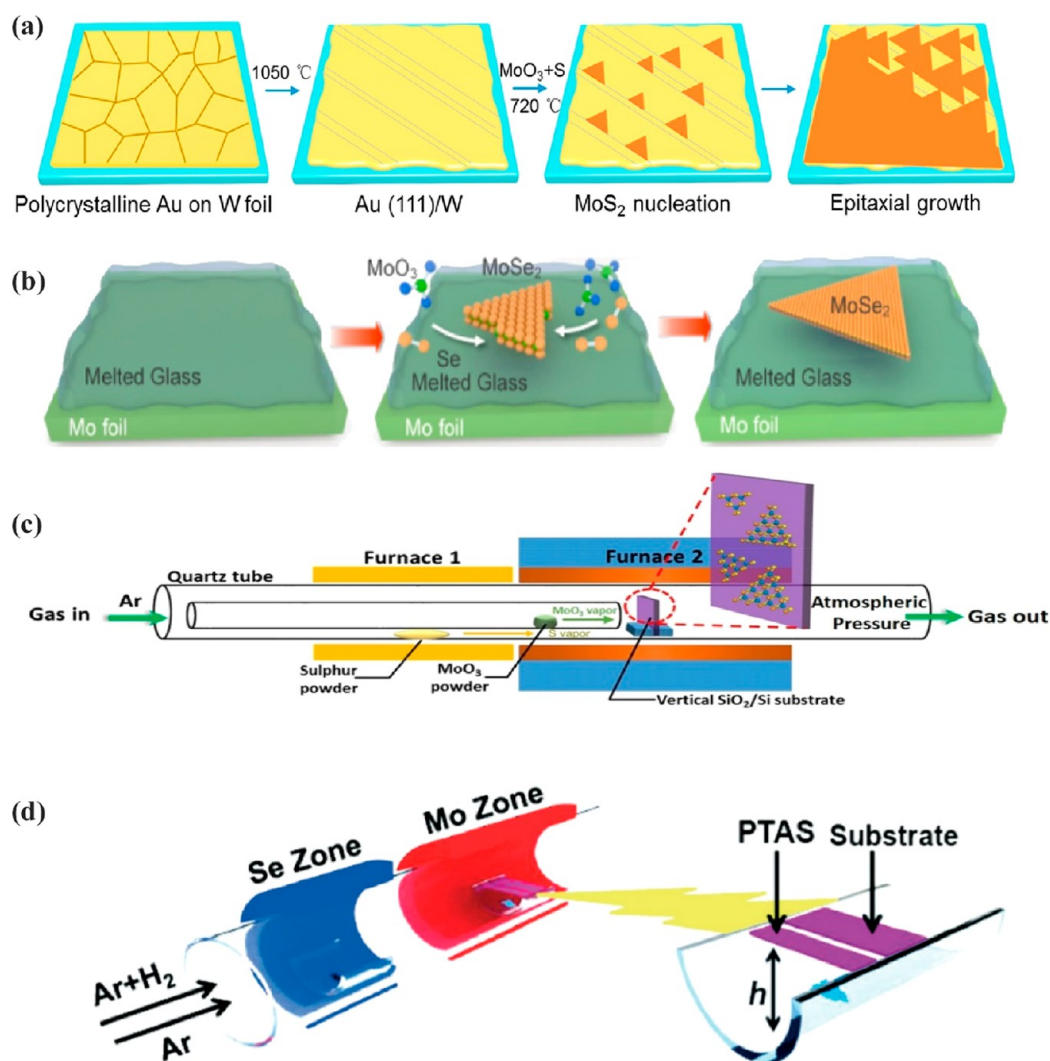 (a)
1050 ℃
MoO₃+S
720 ℃
Polycrystalline Au on W foil
Au (111)/W
MoS₂ nucleation
Epitaxial growth
(b)
MoO₃
MoSe₂
MoSe₂
Se
Melted Glass
Melted Glass
Melted Glass
Mo foil
Mo foil
Mo foil
(c)
Furnace 1
Furnace 2
Quartz tube
Gas in
Ar
MoO₃ vapor
S vapor
Atmospheric
Pressure
Gas out
Sulphur
powder
MoO₃
powder
Vertical SiO₂/Si substrate
(d)
Se Zone
Mo Zone
PTAS
Substrate
h
Ar+H₂
Ar